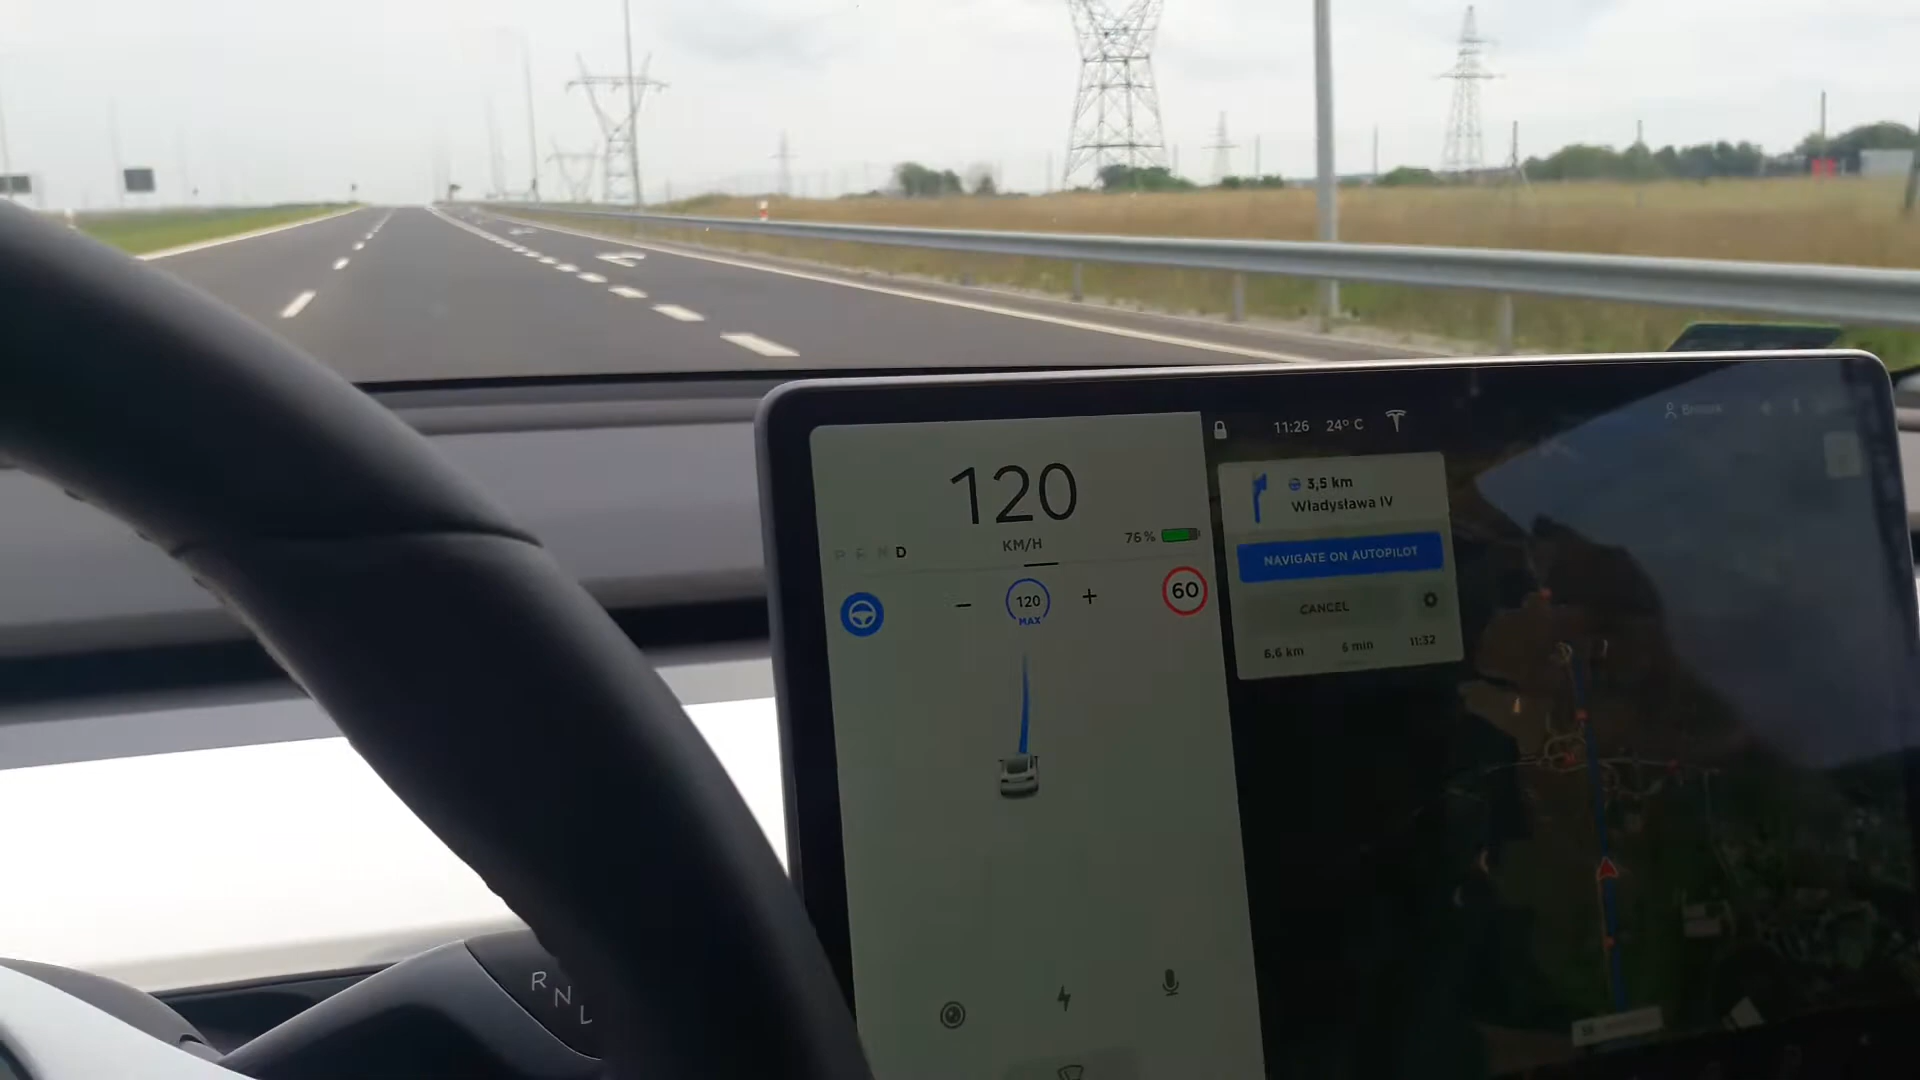 120
KM/H
P R N D
76%
120
MAX
60
11:26 24° C
3,5 km
Władysława IV
NAVIGATE ON AUTOPILOT
CANCEL
6,6 km 6 min 11:32
R
N